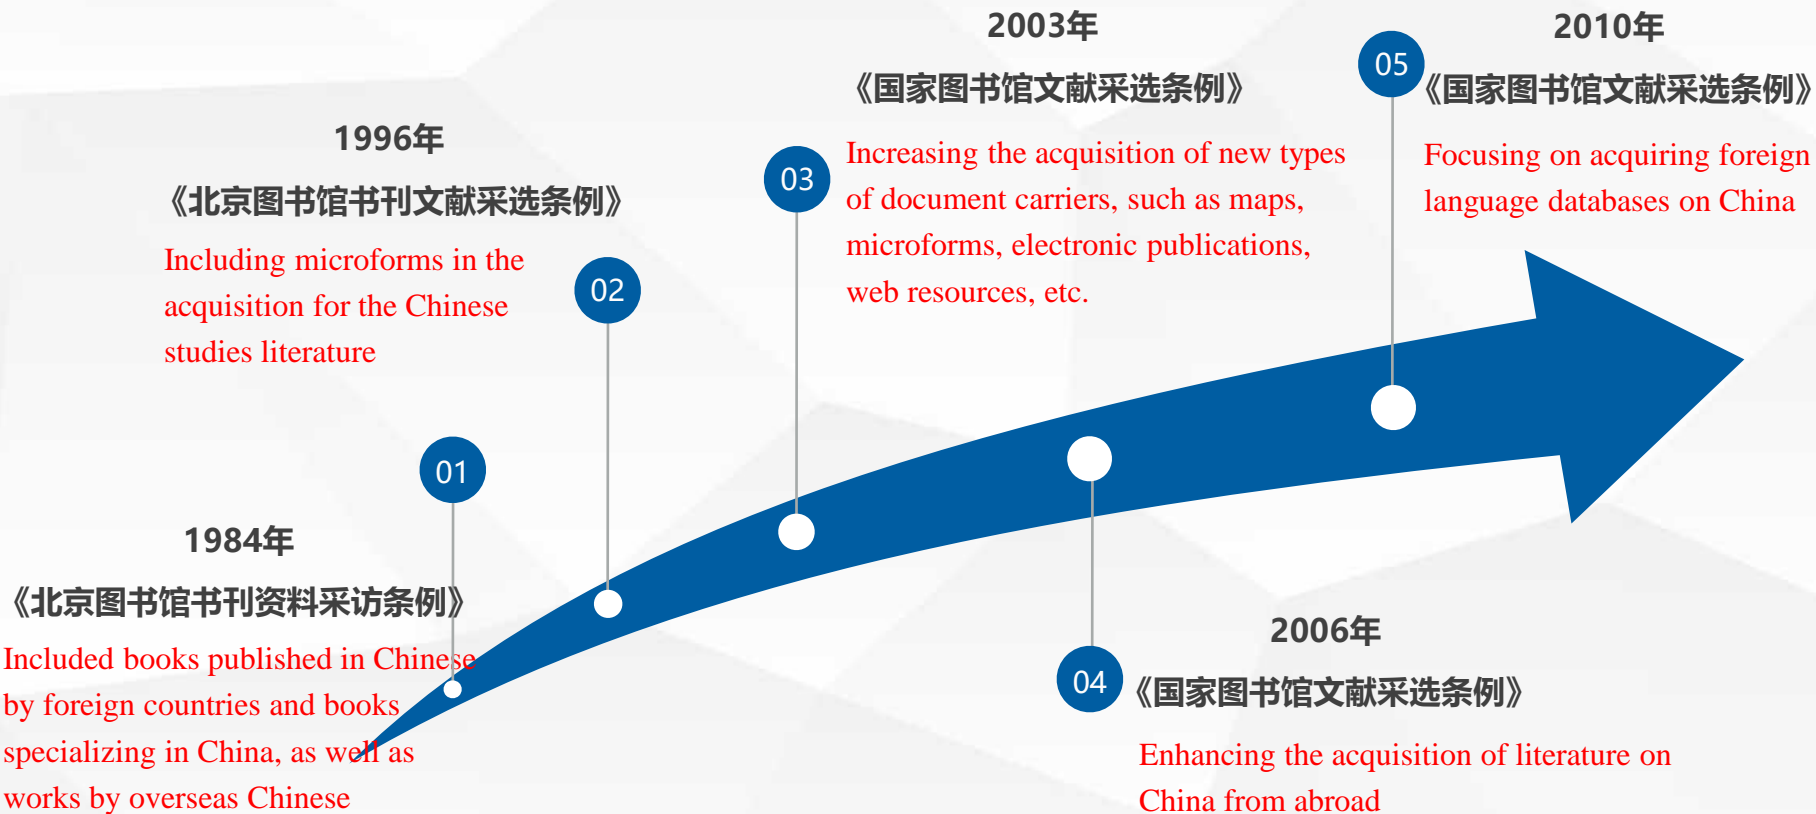 01
1984年
《北京图书馆书刊资料采访条例》
Included books published in Chinese
by foreign countries and books
specializing in China, as well as
works by overseas Chinese
02
1996年
《北京图书馆书刊文献采选条例》
Including microforms in the
acquisition for the Chinese
studies literature
03
2003年
《国家图书馆文献采选条例》
Increasing the acquisition of new types
of document carriers, such as maps,
microforms, electronic publications,
web resources, etc.
04
2006年
《国家图书馆文献采选条例》
Enhancing the acquisition of literature on
China from abroad
05
2010年
《国家图书馆文献采选条例》
Focusing on acquiring foreign
language databases on China